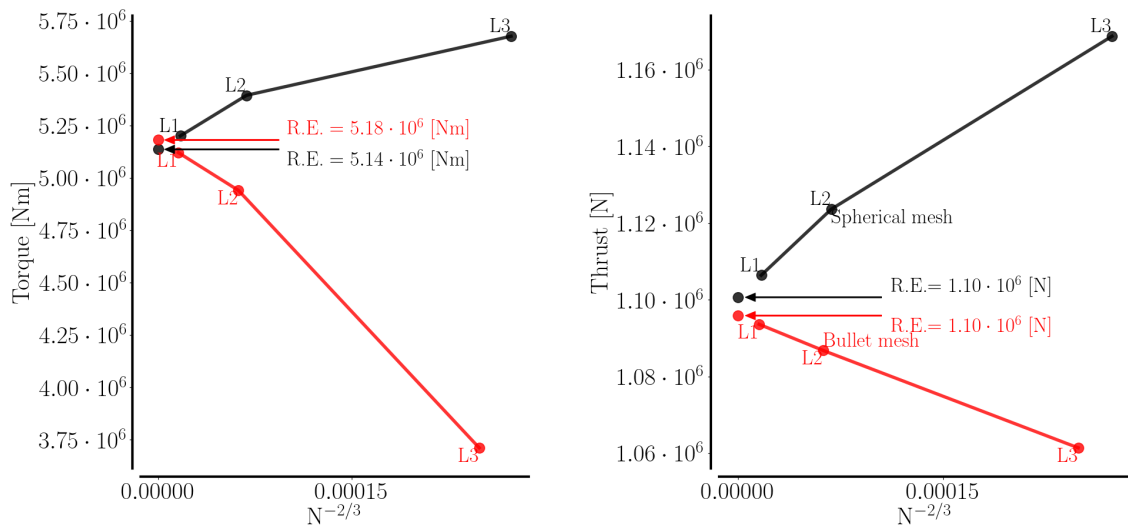 5.75 · 10^6
5.50 · 10^6
5.25 · 10^6
5.00 · 10^6
4.75 · 10^6
4.50 · 10^6
4.25 · 10^6
4.00 · 10^6
3.75 · 10^6
Torque [Nm]
L3
L2
L1
R.E. = 5.18 · 10^6 [Nm]
R.E. = 5.14 · 10^6 [Nm]
L1
L2
L3
0.00000
0.00015
N^{-2/3}
1.16 · 10^6
1.14 · 10^6
1.12 · 10^6
1.10 · 10^6
1.08 · 10^6
1.06 · 10^6
Thrust [N]
L3
L2
Spherical mesh
L1
R.E.= 1.10 · 10^6 [N]
R.E.= 1.10 · 10^6 [N]
L1
Bullet mesh
L2
L3
0.00000
0.00015
N^{-2/3}